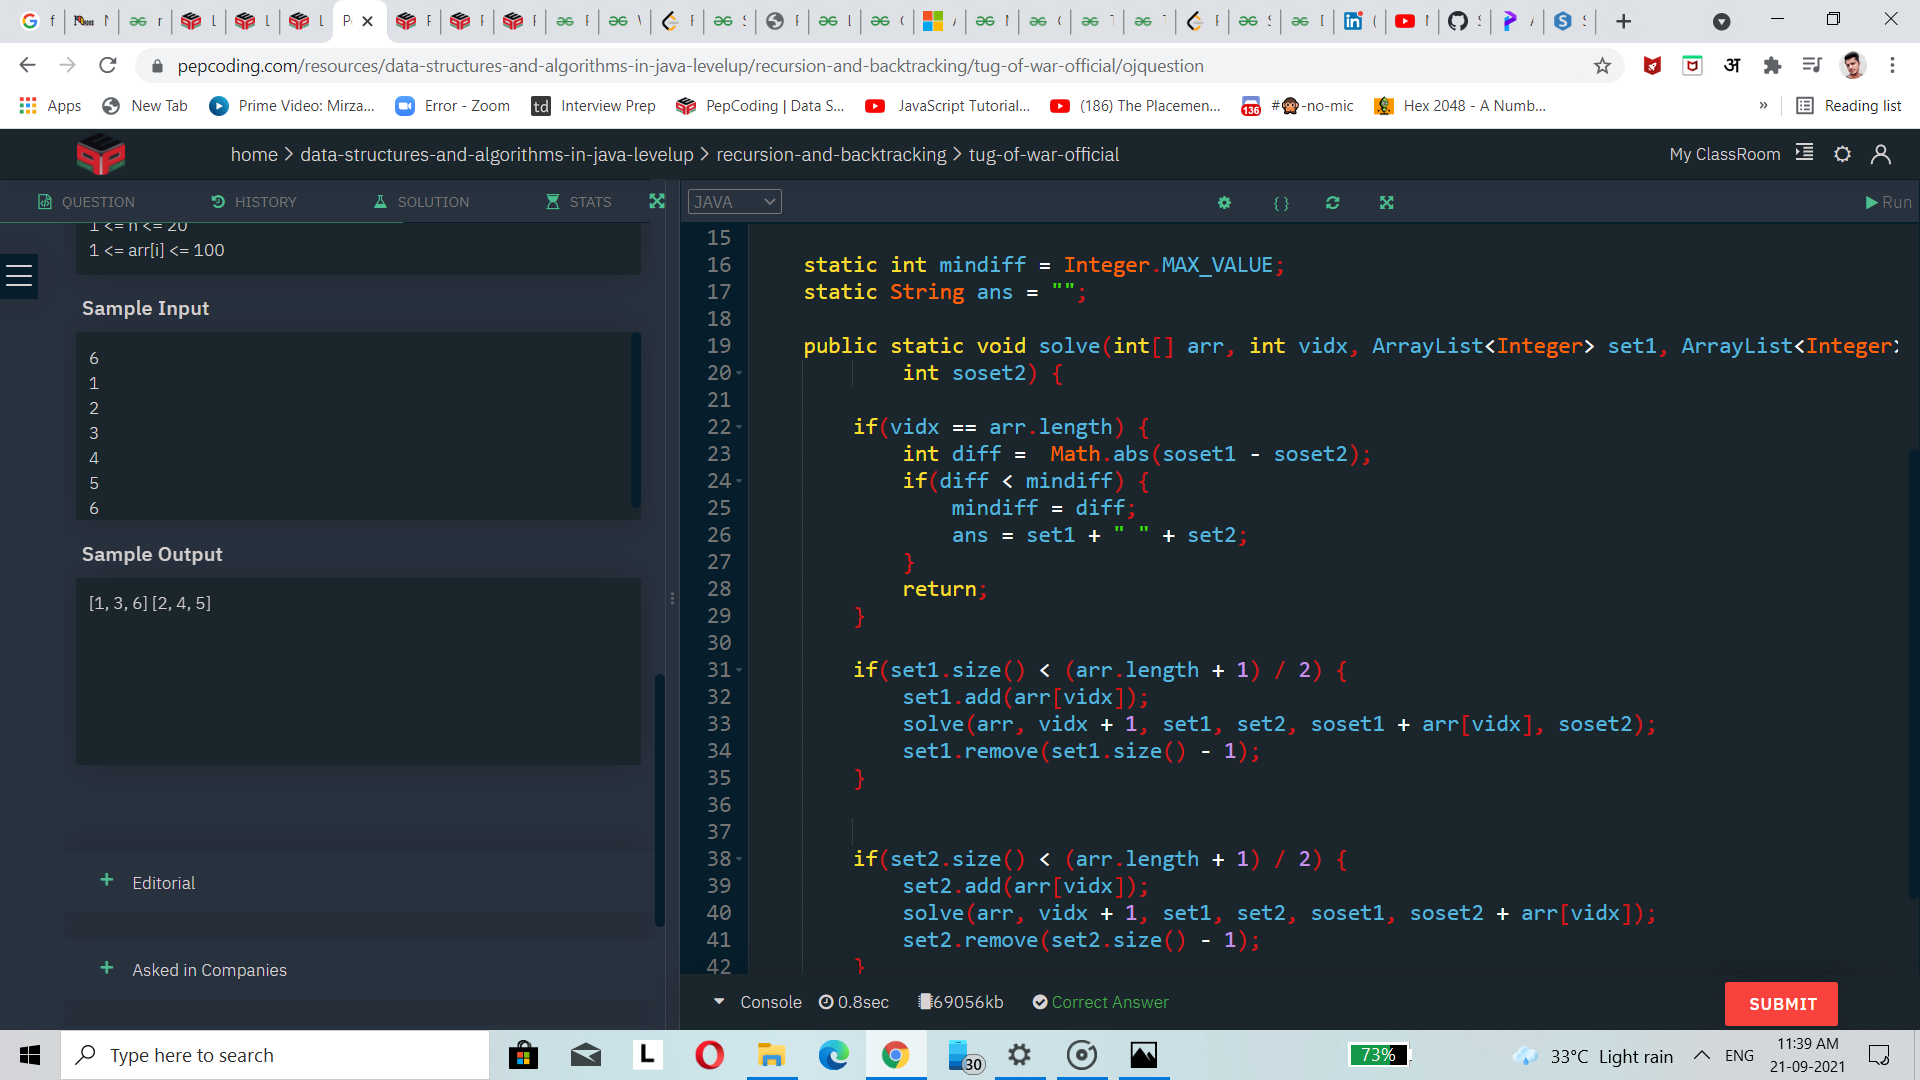 pepcoding.com/resources/data-structures-and-algorithms-in-java-levelup/recursion-and-backtracking/tug-of-war-official/ojquestion
अ
Apps New Tab Prime Video: Mirza... Error - Zoom td Interview Prep PepCoding | Data S... JavaScript Tutorial... (186) The Placemen... 136 #🙊-no-mic Hex 2048 - A Numb... » Reading list
home > data-structures-and-algorithms-in-java-levelup > recursion-and-backtracking > tug-of-war-official My ClassRoom
QUESTION HISTORY SOLUTION STATS
1 <= n <= 20
1 <= arr[i] <= 100
Sample Input
6
1
2
3
4
5
6
Sample Output
[1, 3, 6] [2, 4, 5]
+ Editorial
+ Asked in Companies
JAVA { } Run
15
16 static int mindiff = Integer.MAX_VALUE;
17 static String ans = "";
18
19 public static void solve(int[] arr, int vidx, ArrayList<Integer> set1, ArrayList<Integer>
20 int soset2) {
21
22 if(vidx == arr.length) {
23 int diff =  Math.abs(soset1 - soset2);
24 if(diff < mindiff) {
25 mindiff = diff;
26 ans = set1 + " " + set2;
27 }
28 return;
29 }
30
31 if(set1.size() < (arr.length + 1) / 2) {
32 set1.add(arr[vidx]);
33 solve(arr, vidx + 1, set1, set2, soset1 + arr[vidx], soset2);
34 set1.remove(set1.size() - 1);
35 }
36
37
38 if(set2.size() < (arr.length + 1) / 2) {
39 set2.add(arr[vidx]);
40 solve(arr, vidx + 1, set1, set2, soset1, soset2 + arr[vidx]);
41 set2.remove(set2.size() - 1);
42 }
Console 0.8sec 69056kb Correct Answer SUBMIT
Type here to search L 30 73% 33°C Light rain ENG 11:39 AM
21-09-2021